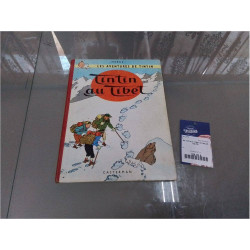 HERGÉ
LES AVENTURES DE TINTIN
Tintin
au Tibet
CASTERMAN